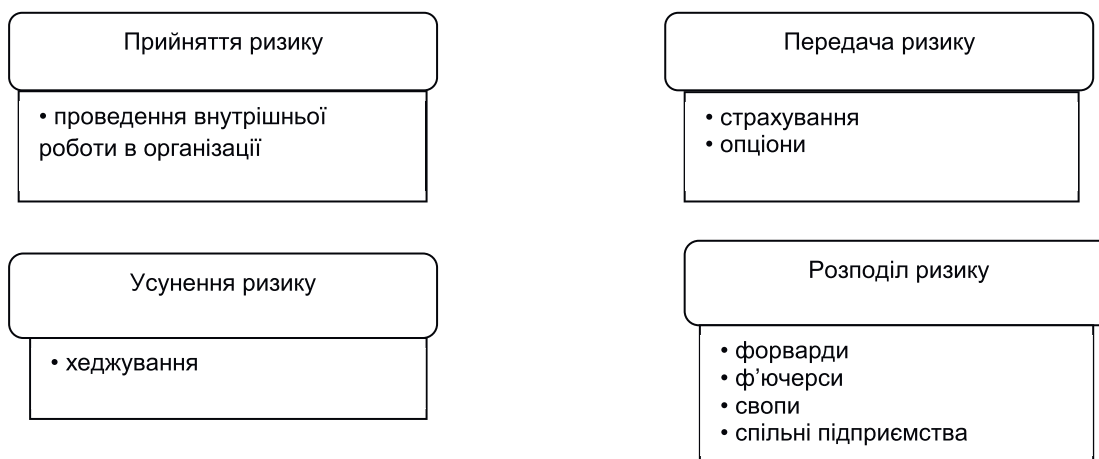 Прийняття ризику
• проведення внутрішньої
роботи в організації
Передача ризику
• страхування
• опціони
Усунення ризику
• хеджування
Розподіл ризику
• форварди
• ф’ючерси
• свопи
• спільні підприємства